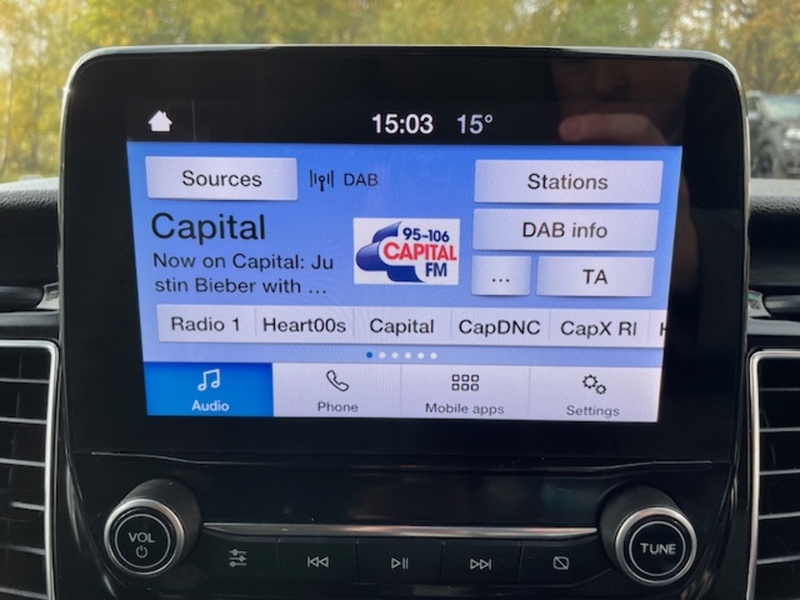 15:03 15°
Sources
DAB
Stations
Capital
95-106
CAPITAL
FM
DAB info
Now on Capital: Ju
stin Bieber with ...
...
TA
Radio 1
Heart00s
Capital
CapDNC
CapX Rl
Audio
Phone
Mobile apps
Settings
VOL
TUNE